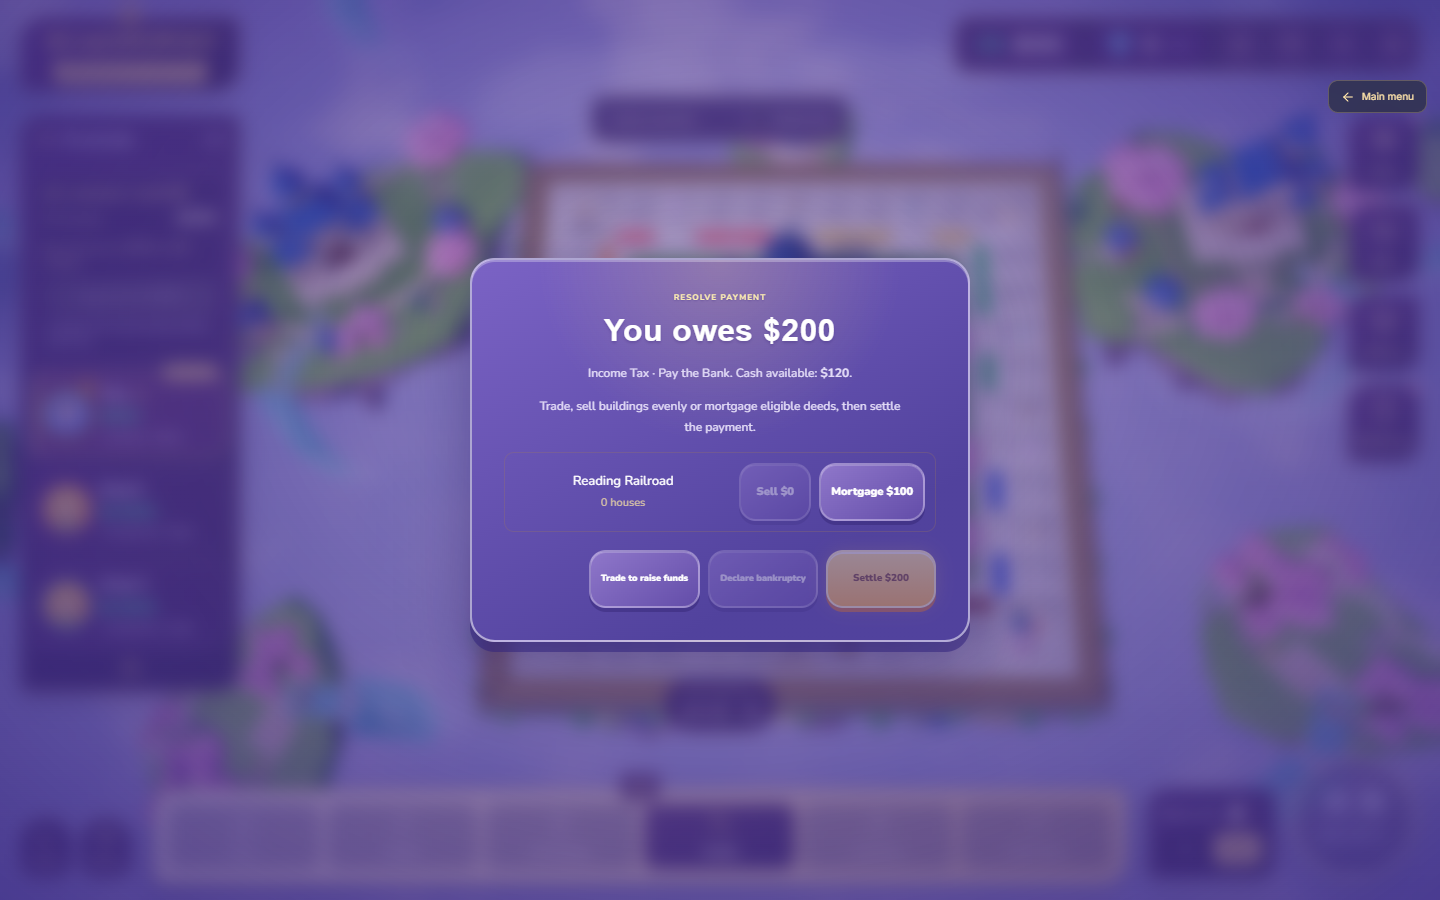 Main menu
RESOLVE PAYMENT
You owes $200
Income Tax · Pay the Bank. Cash available: $120.
Trade, sell buildings evenly or mortgage eligible deeds, then settle
the payment.
Reading Railroad
0 houses
Sell $0
Mortgage $100
Trade to raise funds
Declare bankruptcy
Settle $200